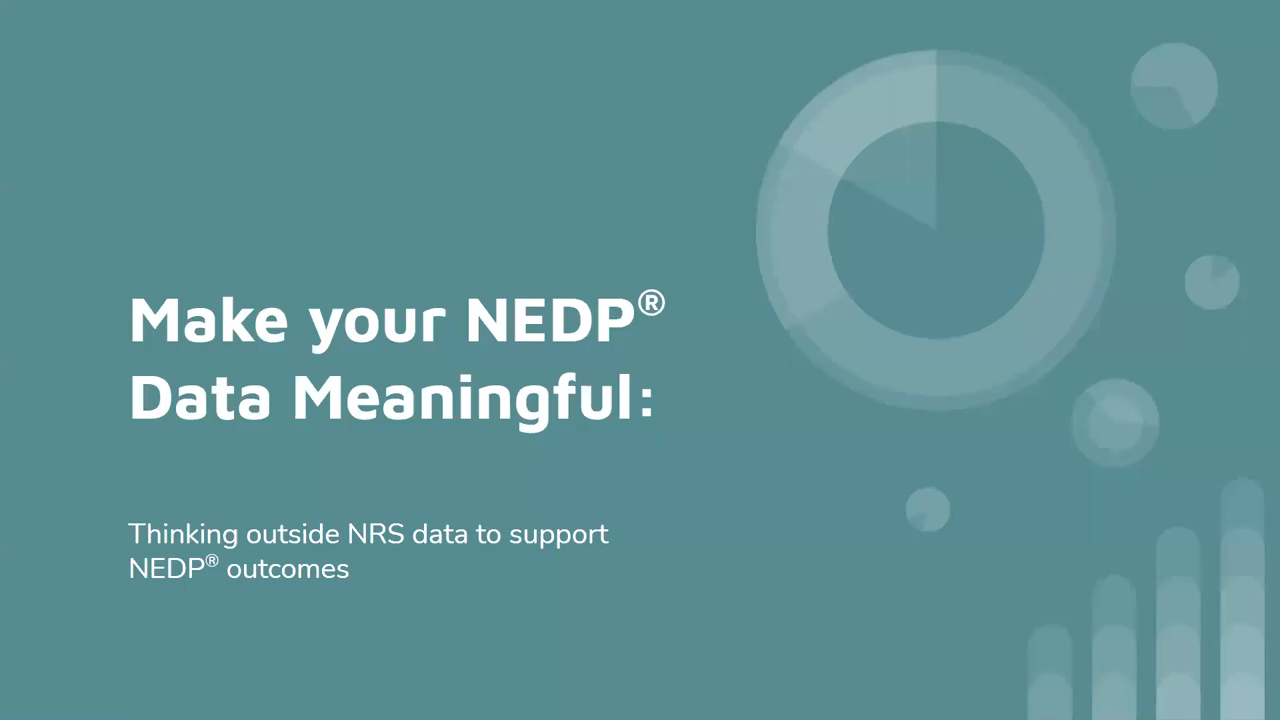 Make your NEDP®
Data Meaningful:
Thinking outside NRS data to support
NEDP® outcomes